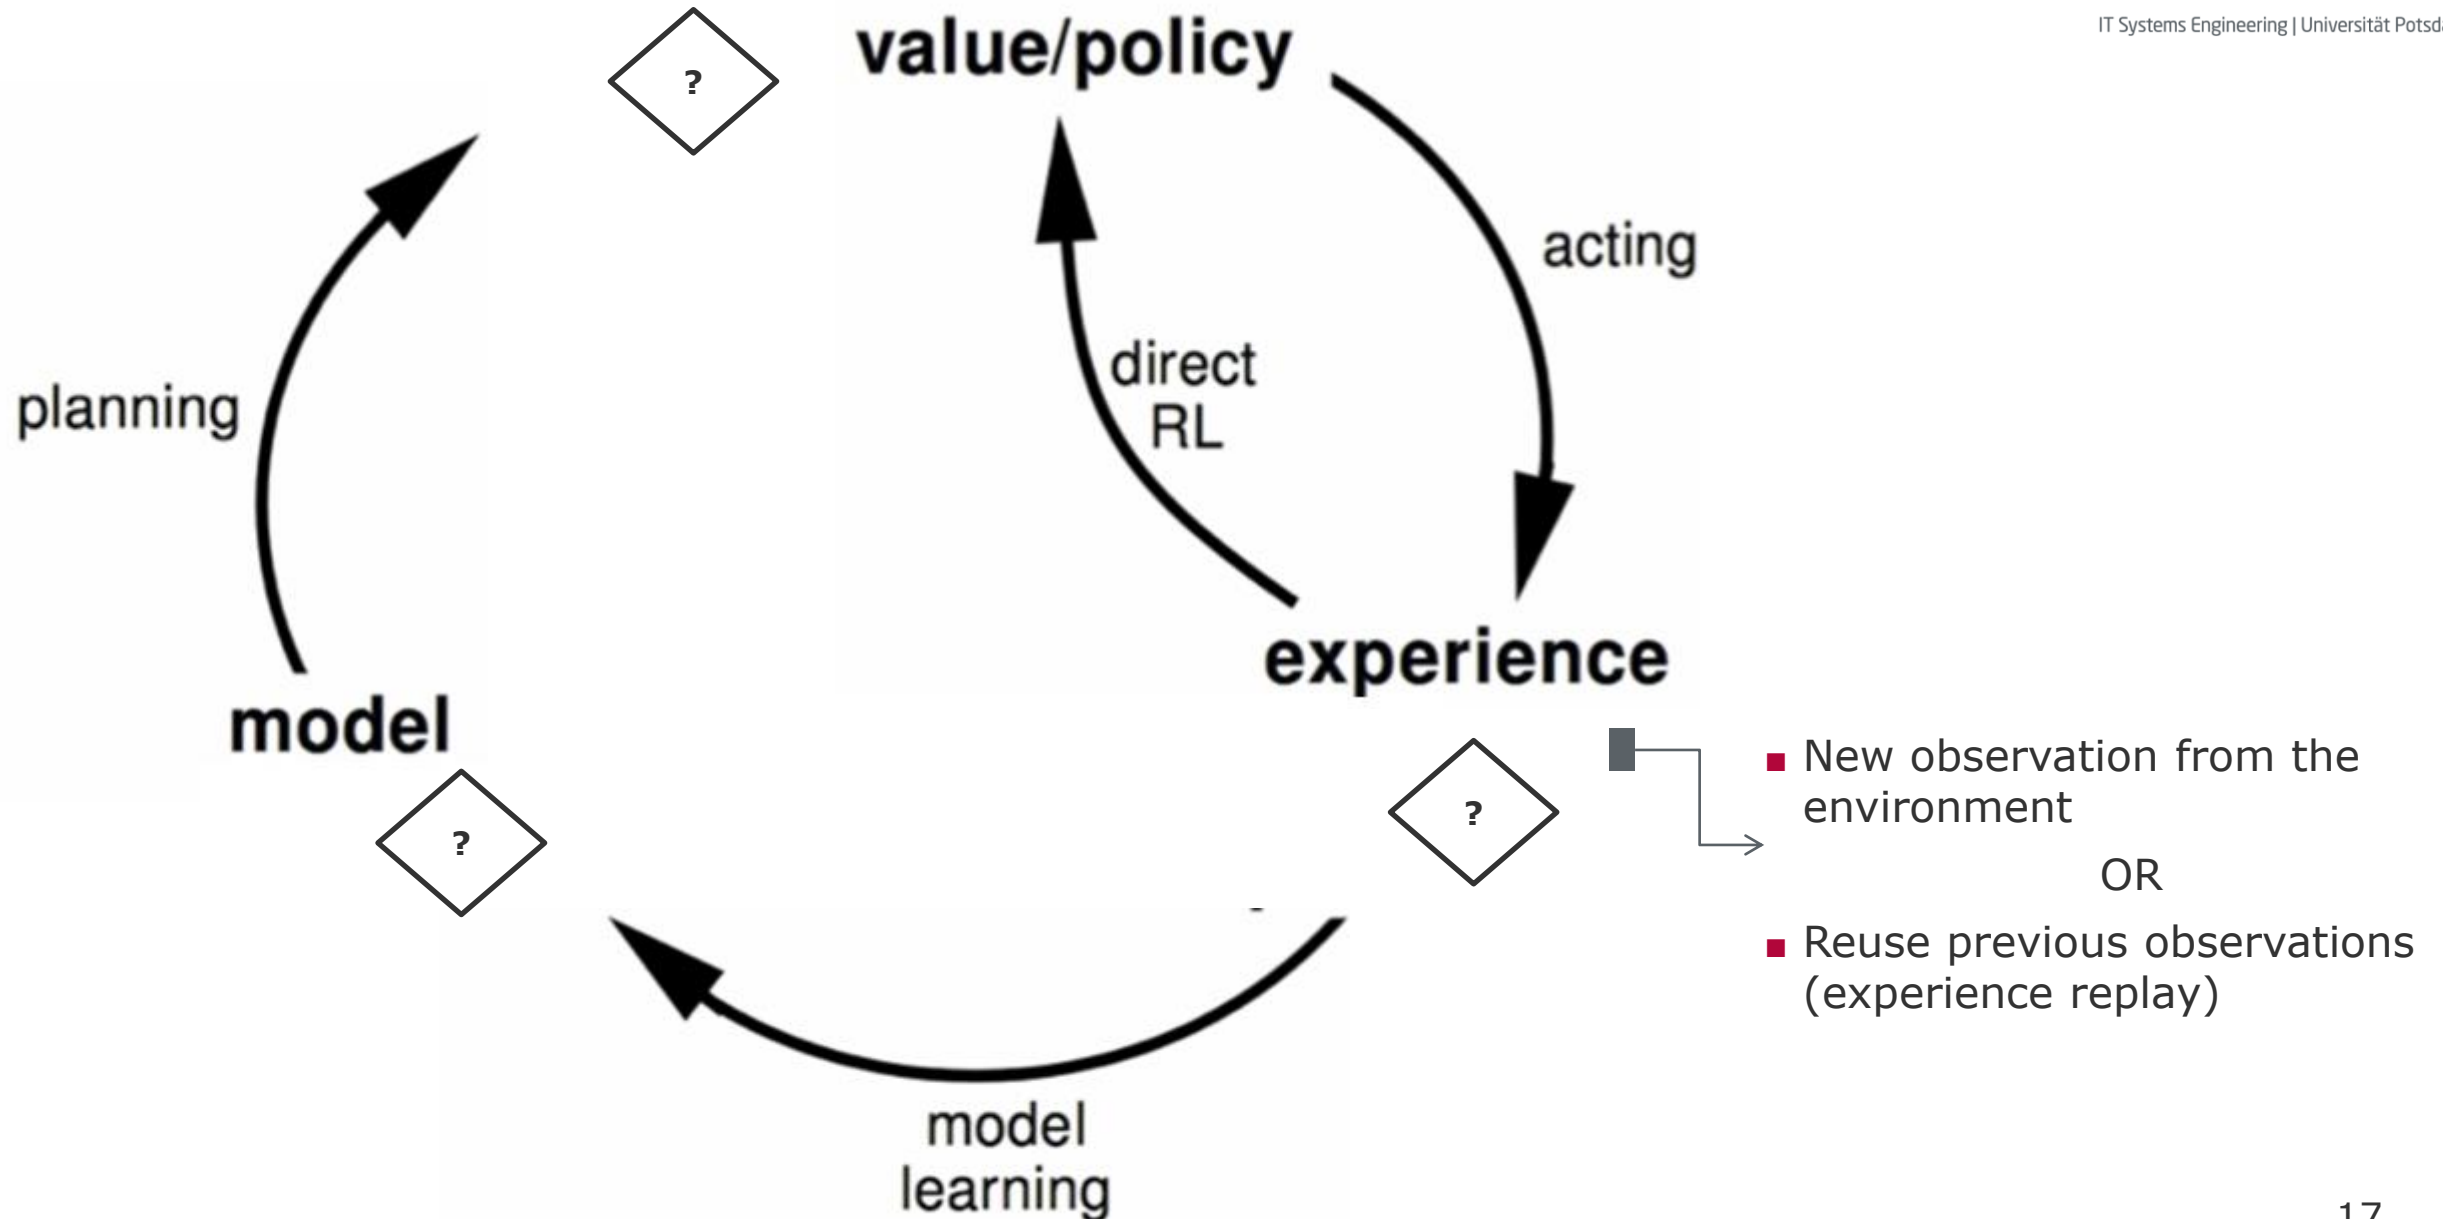 IT Systems Engineering | Universität Potsd
value/policy
?
acting
direct
RL
planning
experience
model
?
?
■ New observation from the
environment
OR
■ Reuse previous observations
(experience replay)
model
learning
17